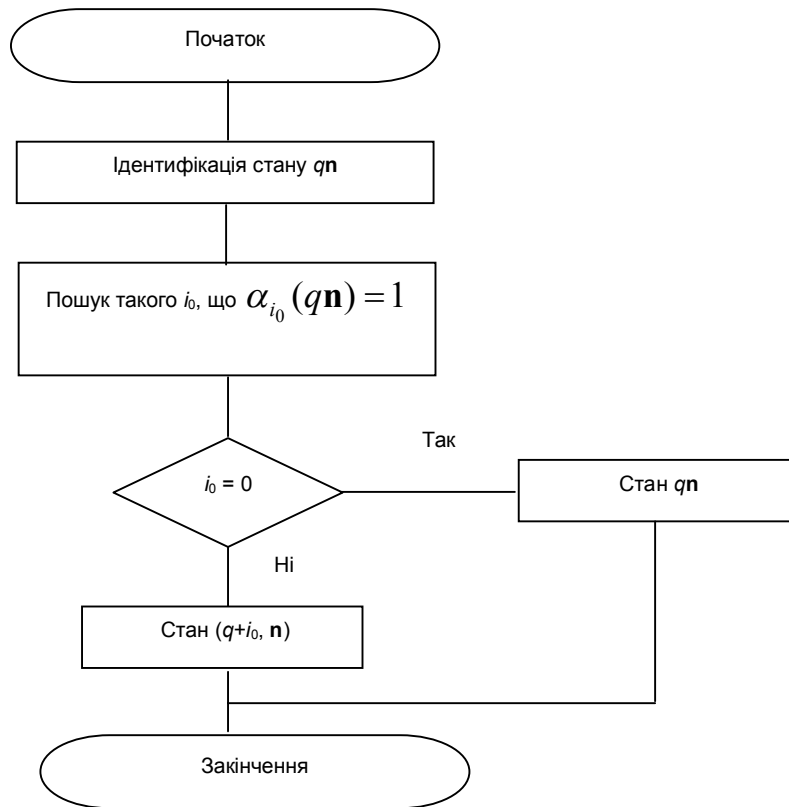 Початок
Ідентифікація стану qn
Пошук такого i₀, що α_{i₀}(qn) = 1
Так
i₀ = 0
Стан qn
Ні
Стан (q+i₀, n)
Закінчення